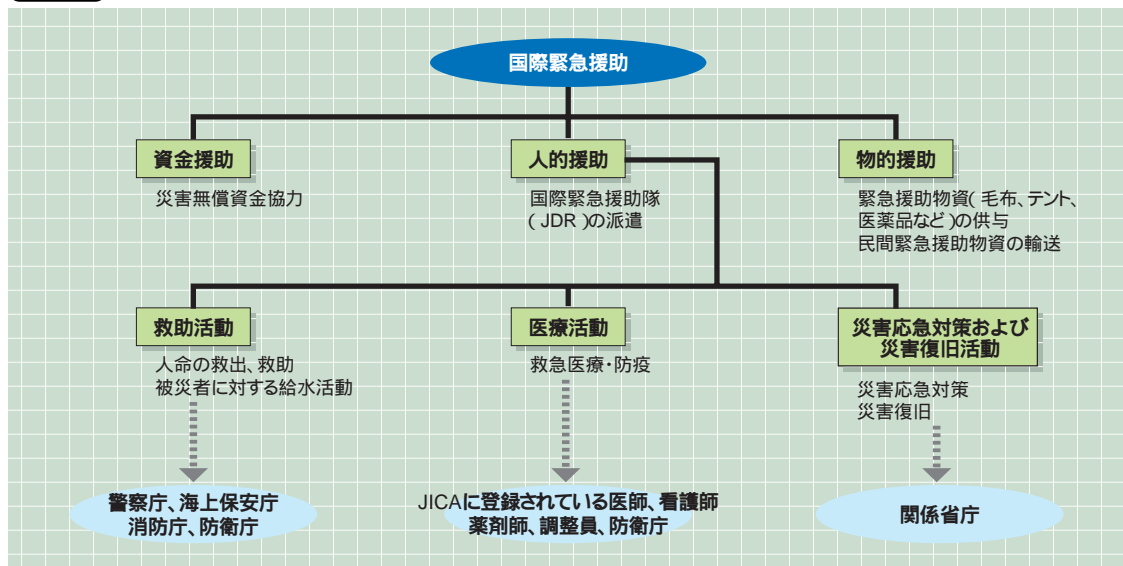 国際緊急援助
資金援助
災害無償資金協力
人的援助
国際緊急援助隊
(JDR)の派遣
物的援助
緊急援助物資(毛布、テント、
医薬品など)の供与
民間緊急援助物資の輸送
救助活動
人命の救出、救助
被災者に対する給水活動
医療活動
救急医療・防疫
災害応急対策および
災害復旧活動
災害応急対策
災害復旧
警察庁、海上保安庁
消防庁、防衛庁
JICAに登録されている医師、看護師
薬剤師、調整員、防衛庁
関係省庁